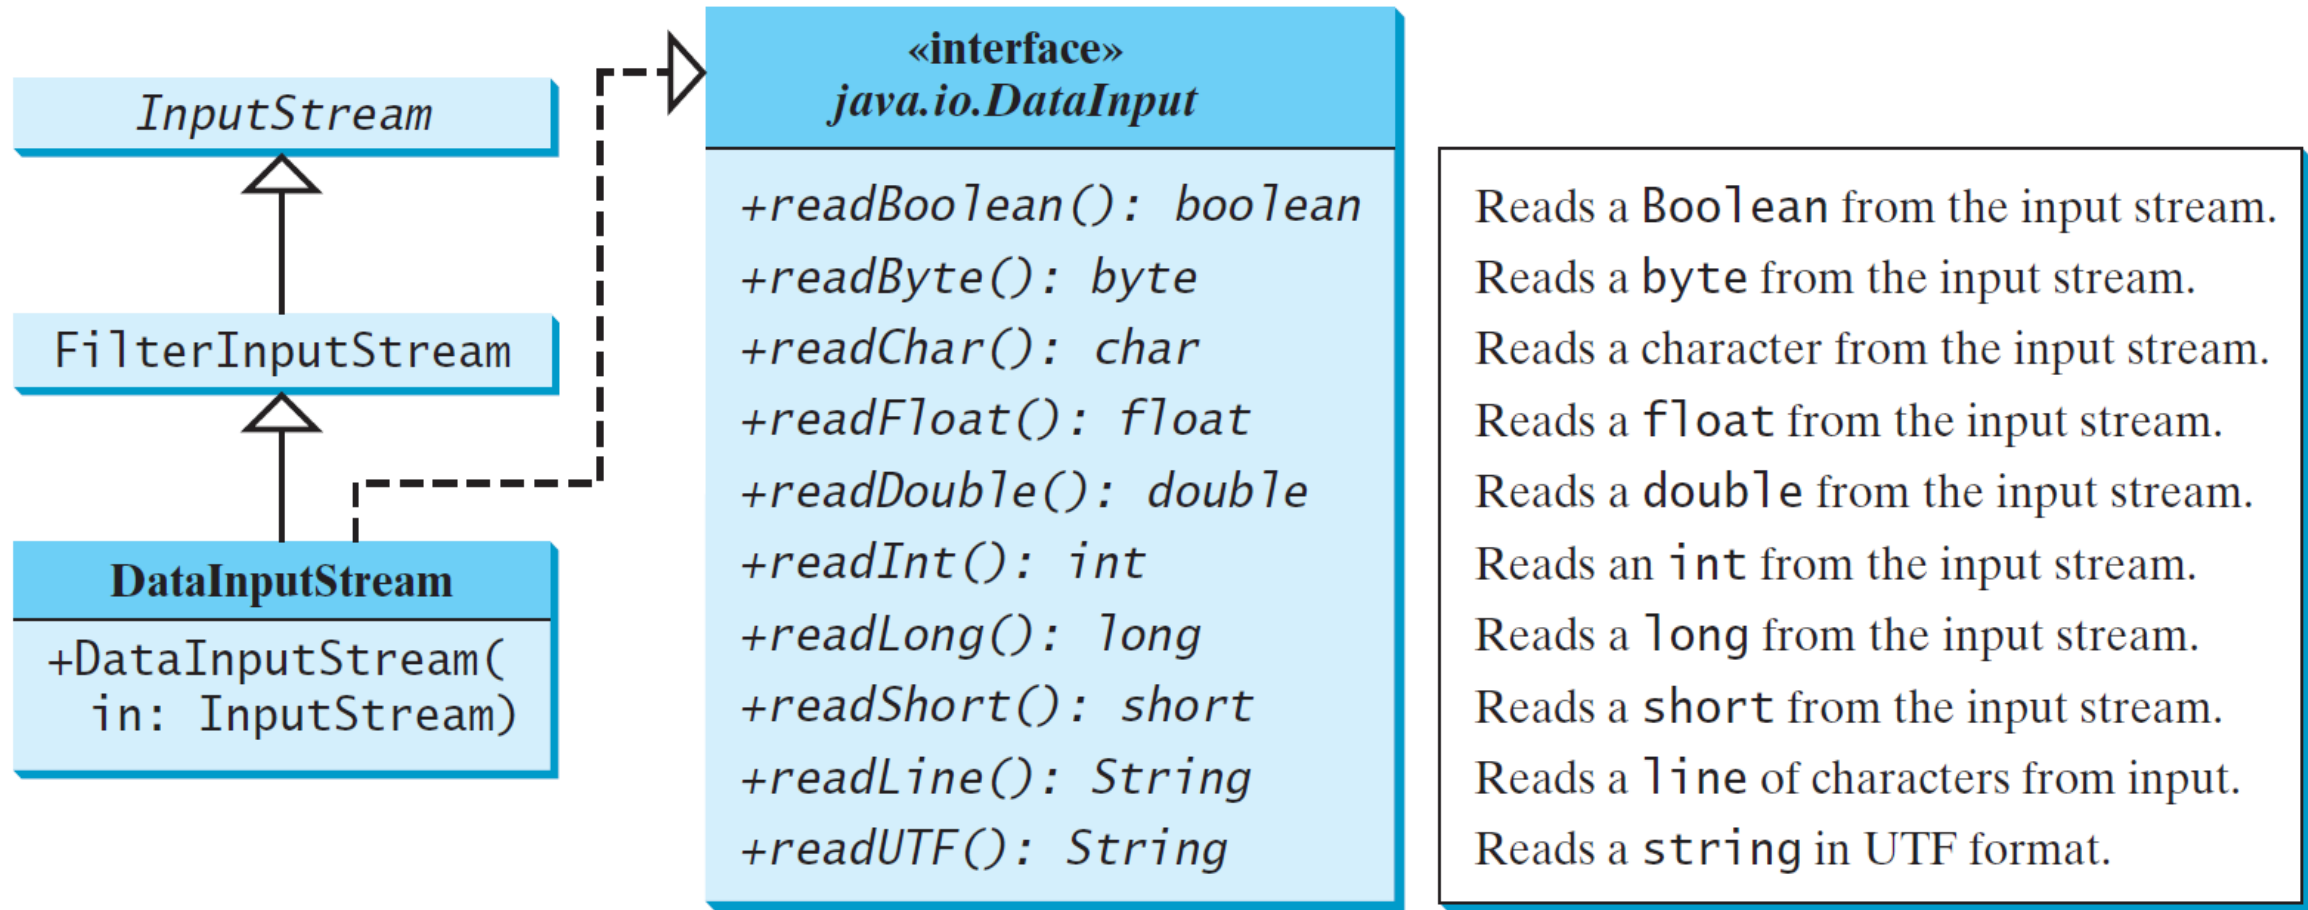 InputStream
FilterInputStream
DataInputStream
+DataInputStream(
in: InputStream)
«interface»
java.io.DataInput
+readBoolean(): boolean
+readByte(): byte
+readChar(): char
+readFloat(): float
+readDouble(): double
+readInt(): int
+readLong(): long
+readShort(): short
+readLine(): String
+readUTF(): String
Reads a Boolean from the input stream.
Reads a byte from the input stream.
Reads a character from the input stream.
Reads a float from the input stream.
Reads a double from the input stream.
Reads an int from the input stream.
Reads a long from the input stream.
Reads a short from the input stream.
Reads a line of characters from input.
Reads a string in UTF format.